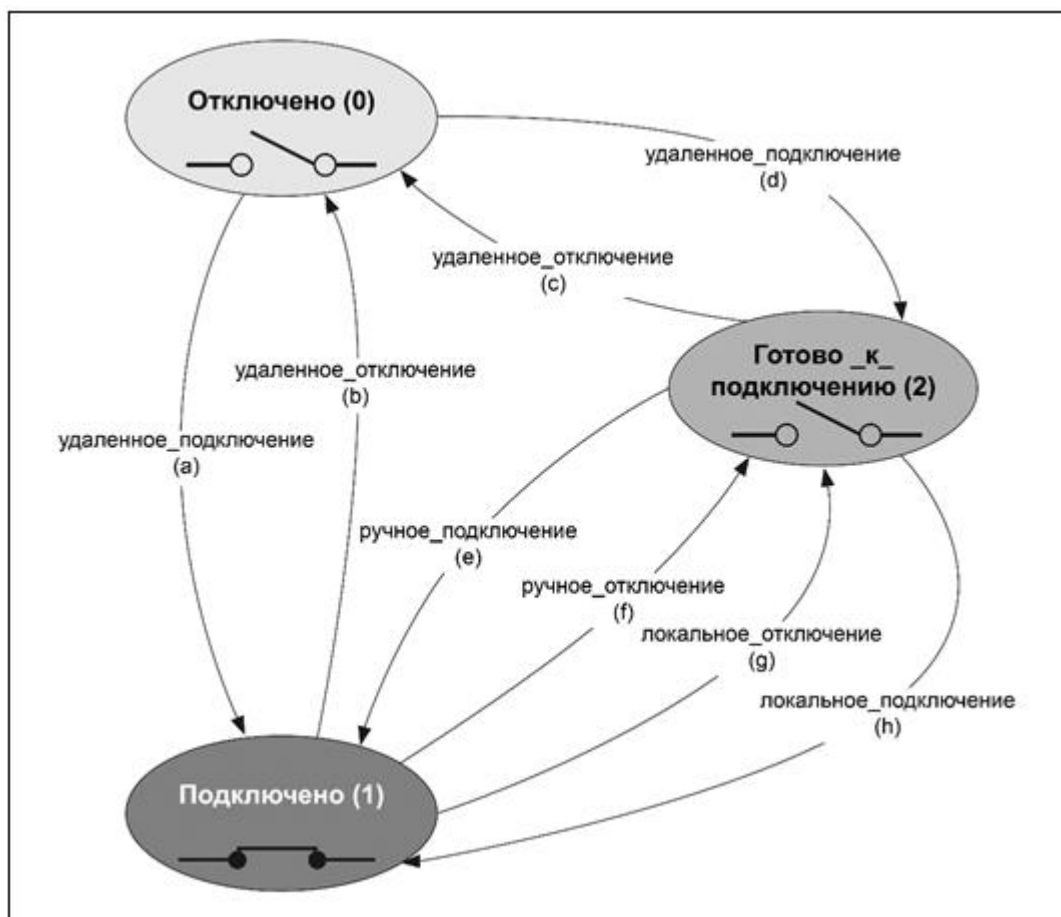 Отключено (0)
удаленное_подключение
(d)
удаленное_отключение
(c)
Готово _к_
подключению (2)
удаленное_отключение
(b)
удаленное_подключение
(a)
ручное_подключение
(e)
ручное_отключение
(f)
локальное_отключение
(g)
локальное_подключение
(h)
Подключено (1)